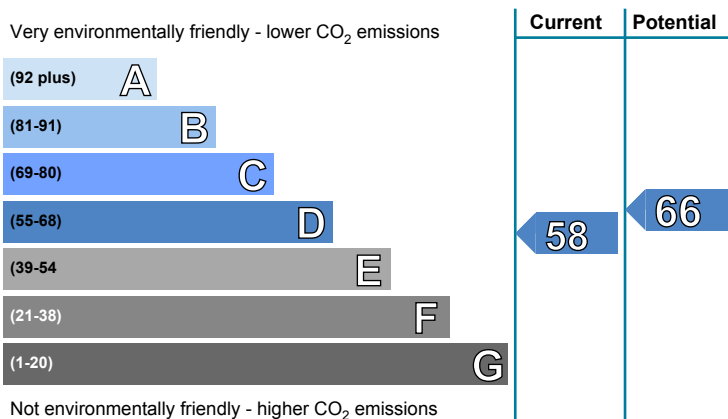 Current Potential
Very environmentally friendly - lower CO2 emissions
(92 plus) A
(81-91) B
(69-80) C
(55-68) D
66
58
(39-54 E
(21-38) F
(1-20) G
Not environmentally friendly - higher CO2 emissions